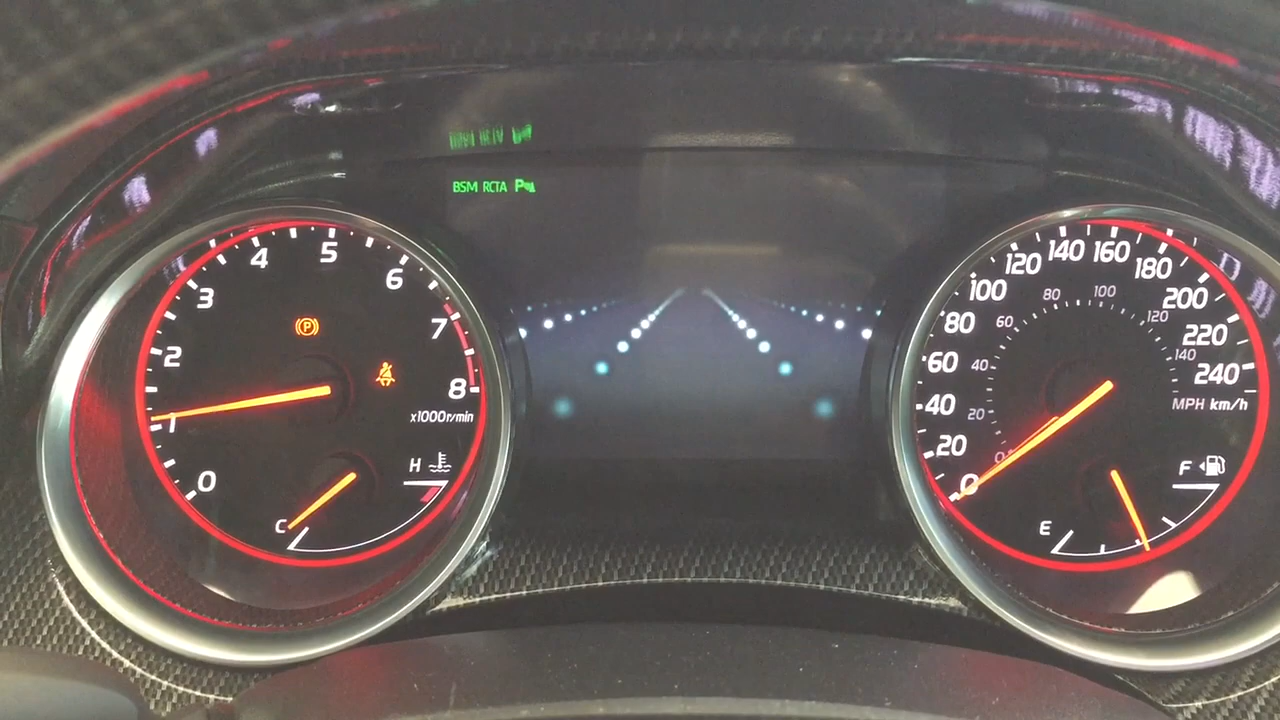 BSM RCTA P
0 1 2 3 4 5 6 7 8
x1000r/min
C H
0 20 40 60 80 100 120 140 160 180 200 220 240
0 20 40 60 80 100 120 140
MPH km/h
E F
P